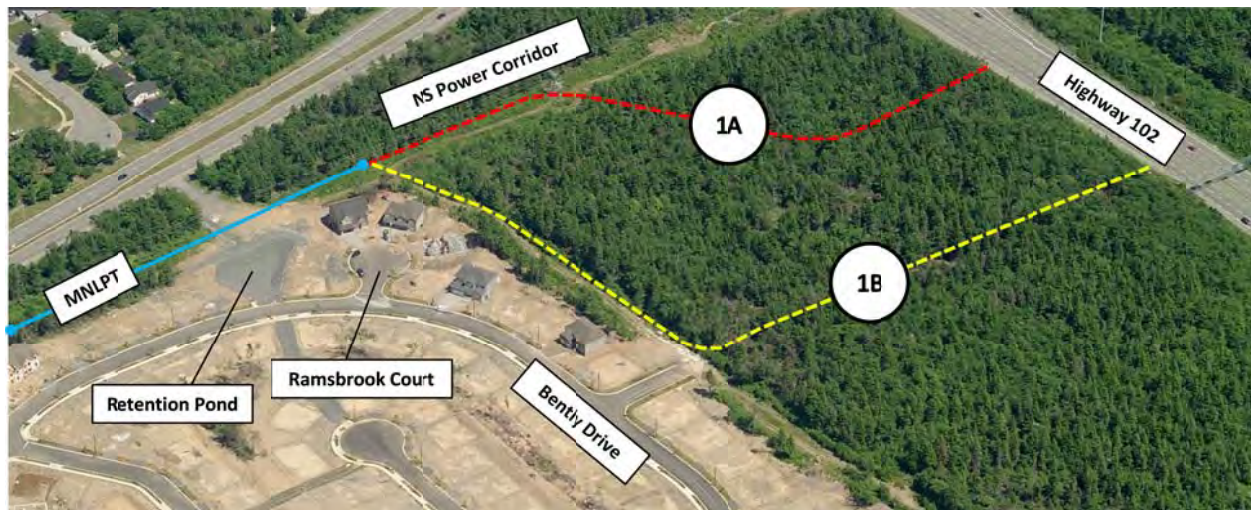 NS Power Corridor
1A
Highway 102
MNLPT
1B
Retention Pond
Ramsbrook Court
Bently Drive